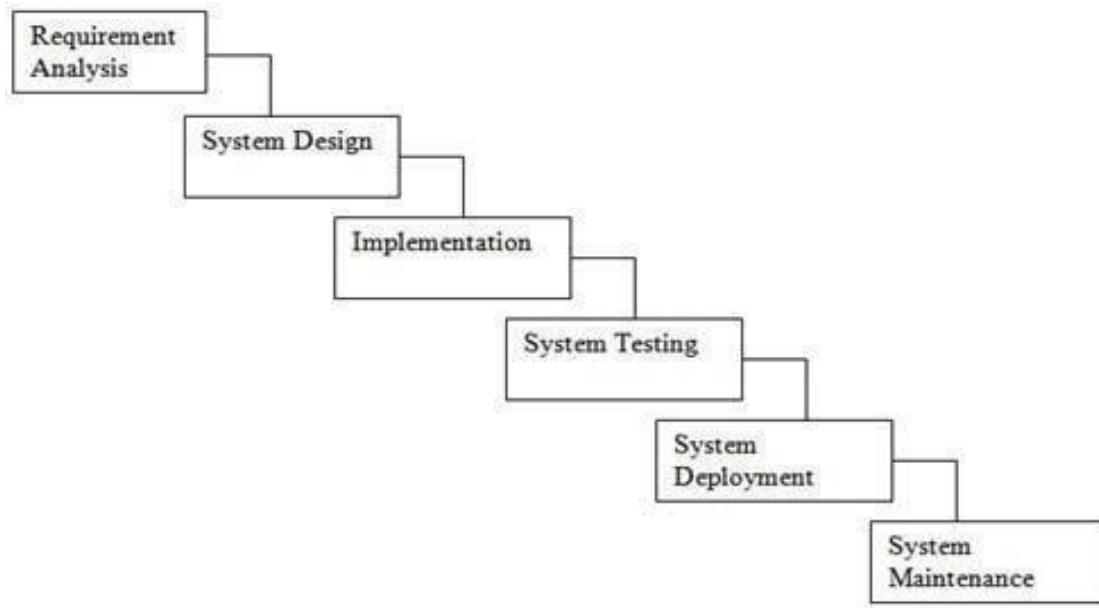 Requirement
Analysis
System Design
Implementation
System Testing
System
Deployment
System
Maintenance